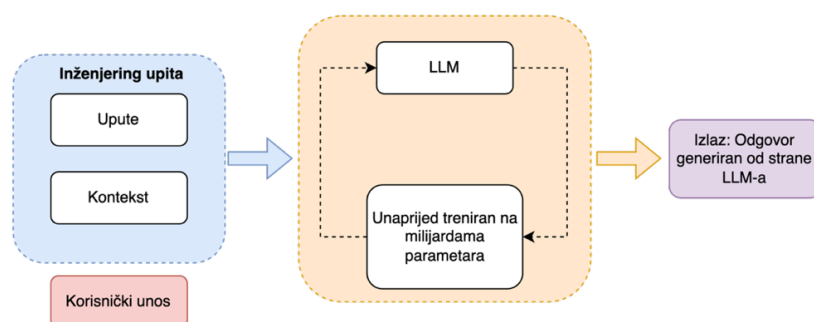 Inženjering upita
Upute
Kontekst
Korisnički unos
LLM
Unaprijed treniran na
milijardama
parametara
Izlaz: Odgovor
generiran od strane
LLM-a